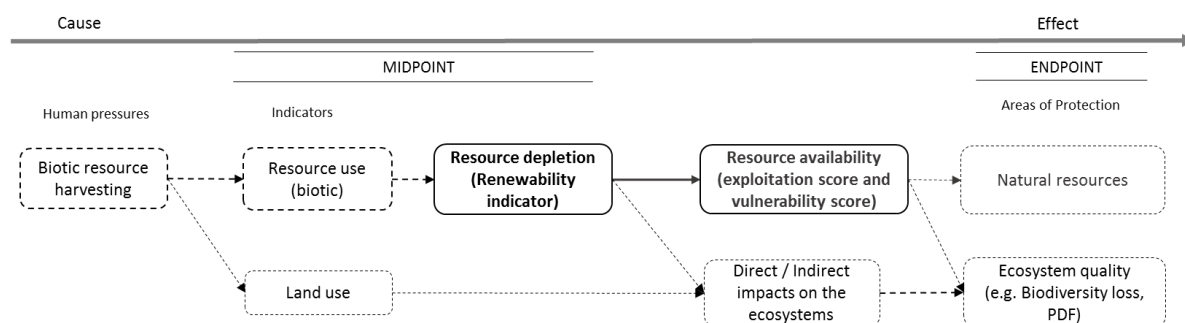 Cause
Effect
MIDPOINT
ENDPOINT
Human pressures
Indicators
Areas of Protection
Biotic resource
harvesting
Resource use
(biotic)
Resource depletion
(Renewability
indicator)
Resource availability
(exploitation score and
vulnerability score)
Natural resources
Land use
Direct / Indirect
impacts on the
ecosystems
Ecosystem quality
(e.g. Biodiversity loss,
PDF)